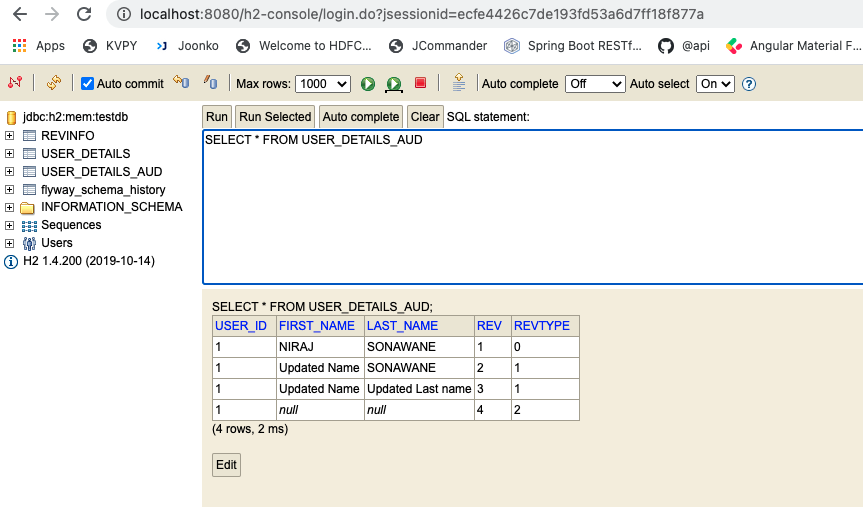 localhost:8080/h2-console/login.do?jsessionid=ecfe4426c7de193fd53a6d7ff18f877a
Apps KVPY Joonko Welcome to HDFC... JCommander Spring Boot RESTf... @api Angular Material F...
Auto commit Max rows: 1000 Auto complete Off Auto select On ?
jdbc:h2:mem:testdb
REVINFO
USER_DETAILS
USER_DETAILS_AUD
flyway_schema_history
INFORMATION_SCHEMA
Sequences
Users
H2 1.4.200 (2019-10-14)
Run Run Selected Auto complete Clear SQL statement:
SELECT * FROM USER_DETAILS_AUD
SELECT * FROM USER_DETAILS_AUD;
USER_ID FIRST_NAME LAST_NAME REV REVTYPE
1 NIRAJ SONAWANE 1 0
1 Updated Name SONAWANE 2 1
1 Updated Name Updated Last name 3 1
1 null null 4 2
(4 rows, 2 ms)
Edit